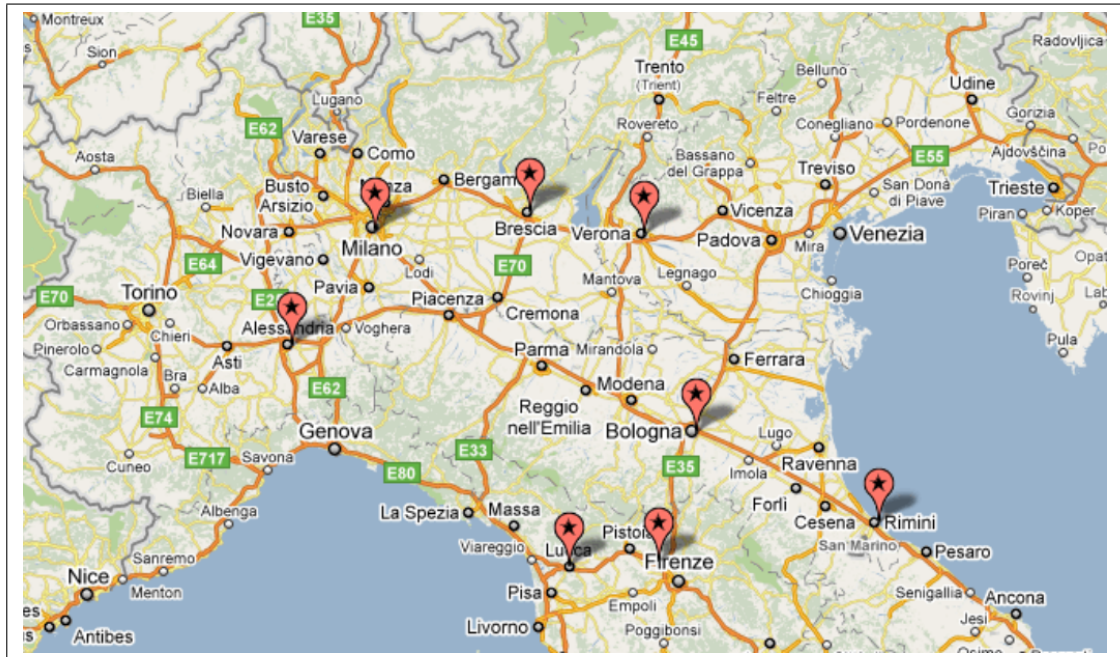 Montreux
E35
E45
Sion
Trento
(Trient)
Belluno
Udine
Radovljica
Lugano
Feltre
Gorizia
E62
Varese
Como
Rovereto
Conegliano
Pordenone
Ajdovščina
Aosta
Bassano
del Grappa
E55
Treviso
Trieste
Biella
Busto
Arsizio
Brescia
San Donà
di Piave
Piran
Koper
Novara
Milano
Verona
Vicenza
Padova
Mira
Venezia
Vigevano
Lodi
E70
E64
Pavia
Mantova
Legnago
Chioggia
Poreč
Rovinj
E70
Torino
Piacenza
Cremona
Orbassano
Chieri
Alessandria
Voghera
Pinerolo
Asti
Parma
Mirandola
Ferrara
Pula
Carmagnola
Bra
Alba
E62
Modena
Reggio
nell'Emilia
E74
Genova
Bologna
Lugo
Cuneo
E717
Savona
E80
E33
E35
Imola
Ravenna
Forlì
Albenga
La Spezia
Massa
Cesena
Rimini
Viareggio
Lucca
San Marino
Pesaro
Sanremo
Firenze
Nice
Menton
Pisa
Empoli
Senigallia
Ancona
Antibes
Livorno
Poggibonsi
Jesi